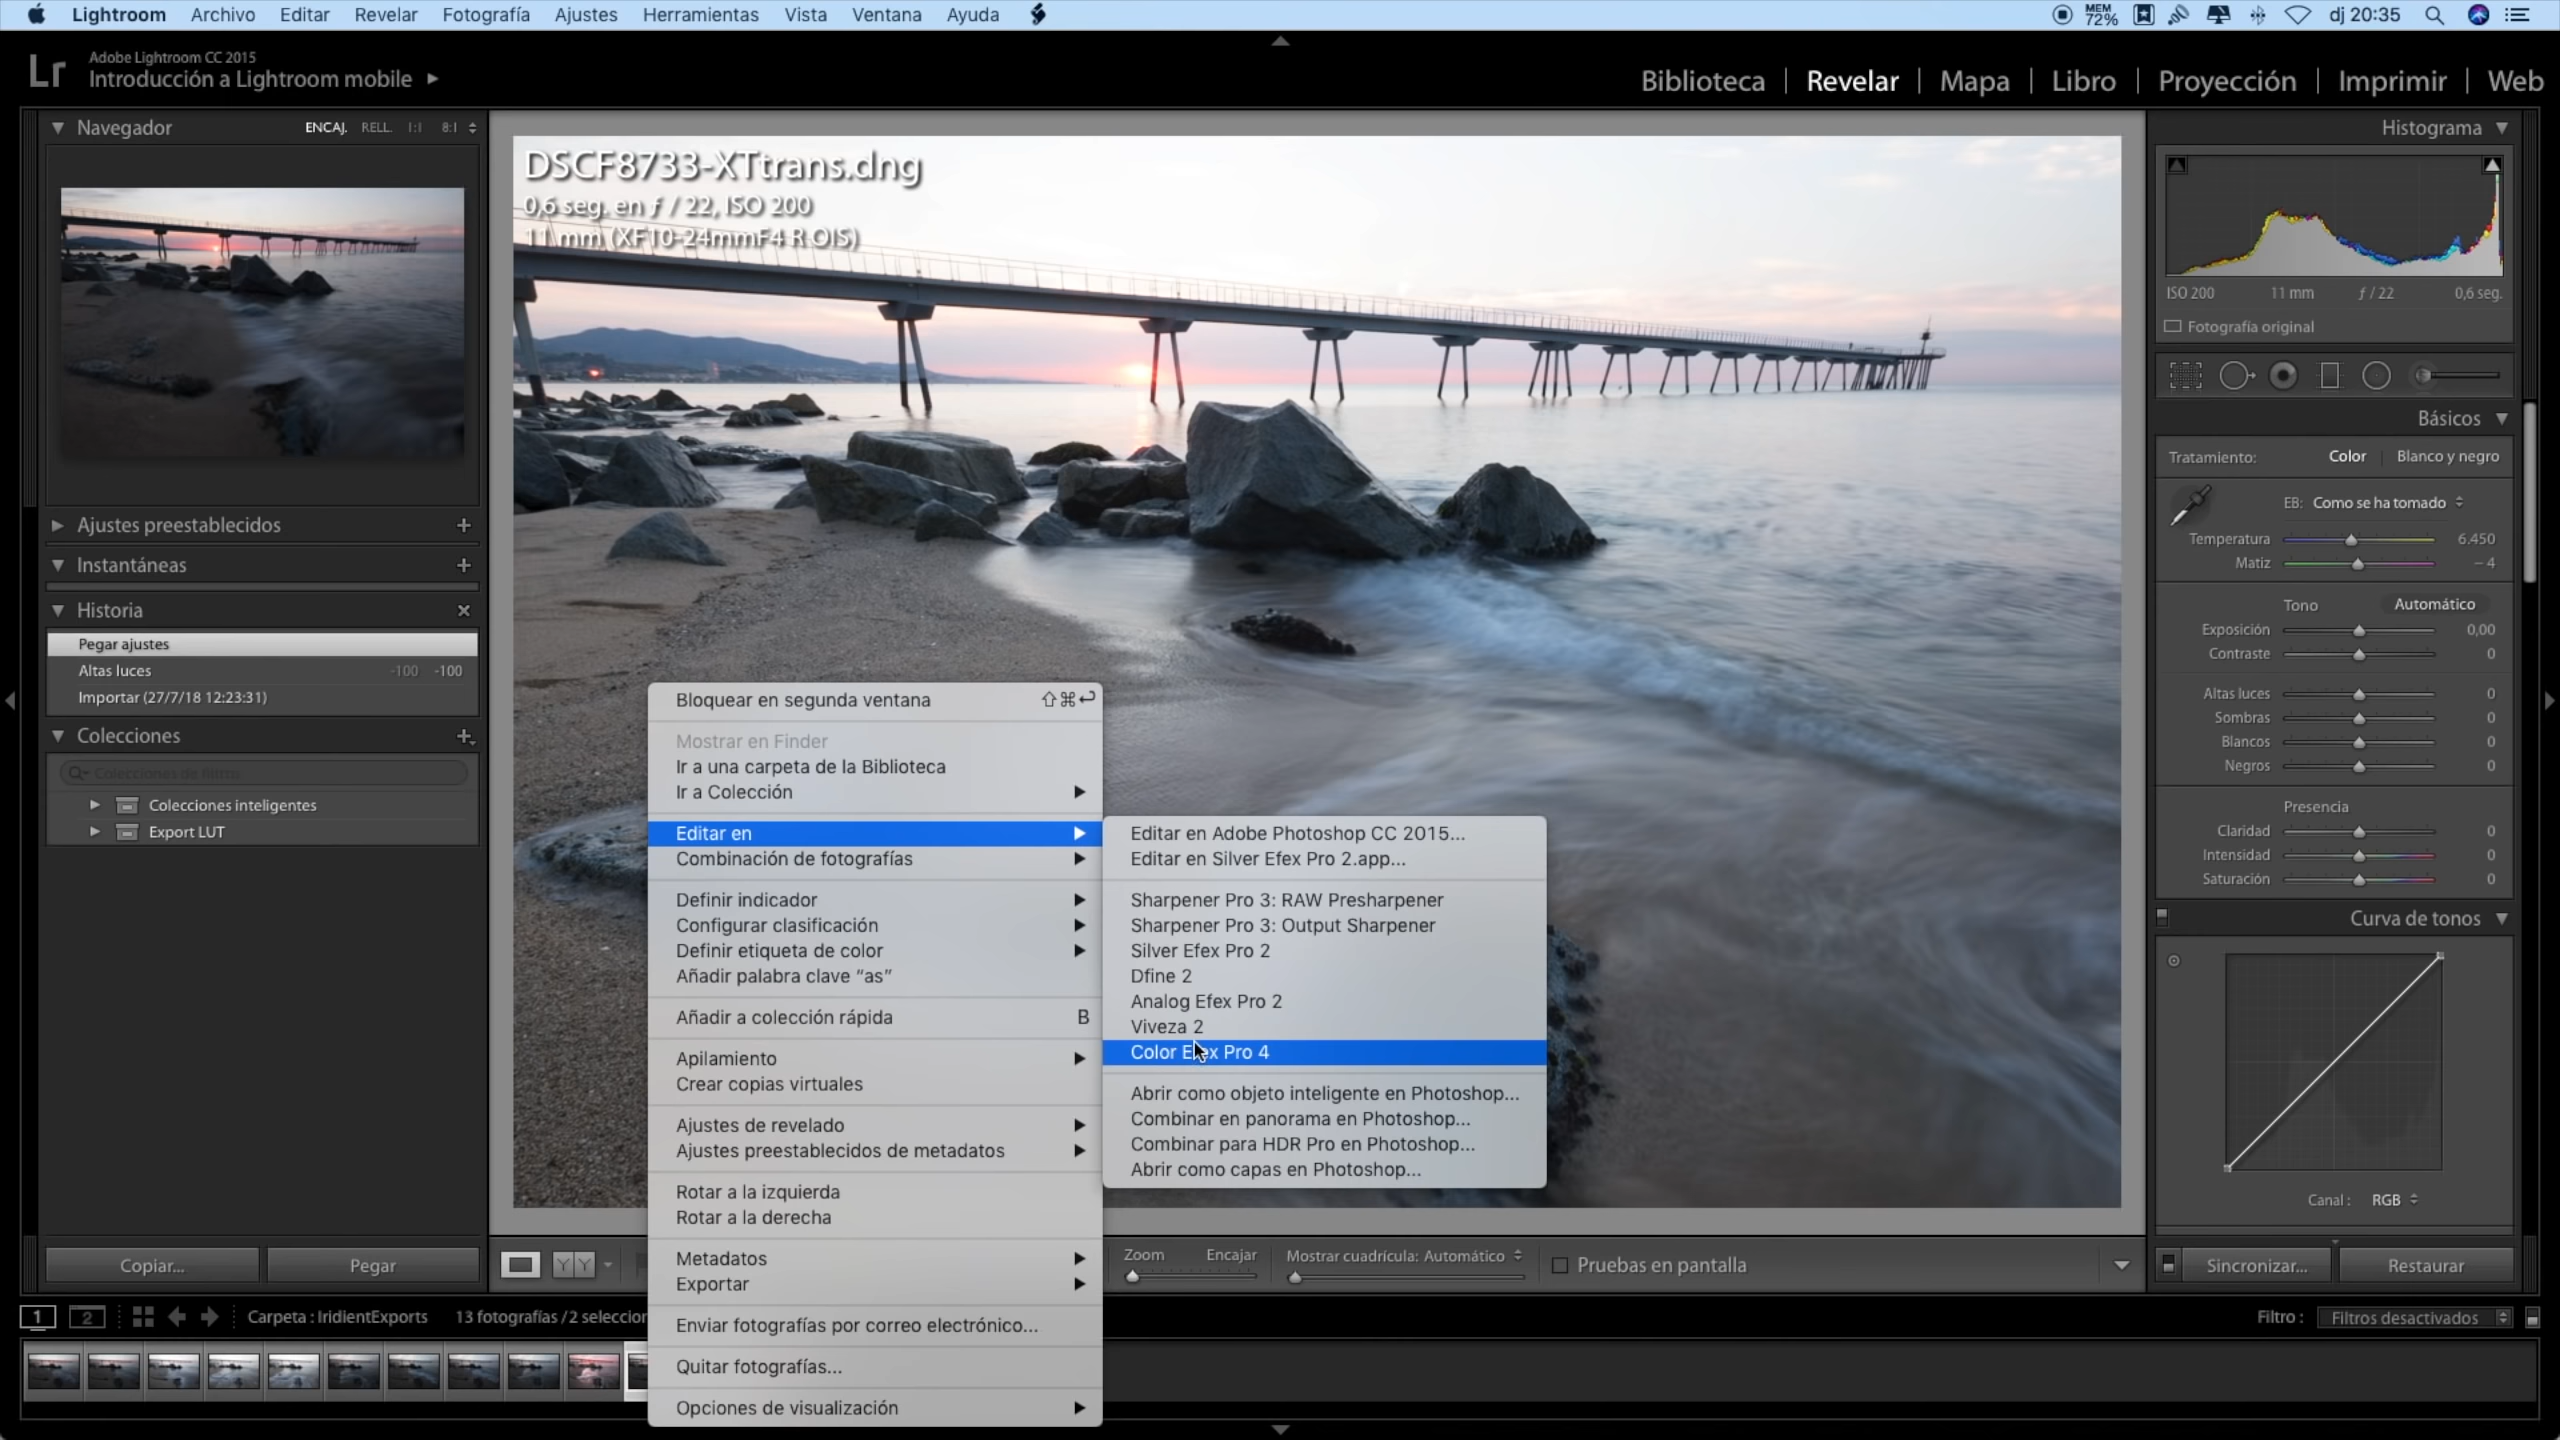 Lightroom Archivo Editar Revelar Fotografía Ajustes Herramientas Vista Ventana Ayuda
MEM 72% dj 20:35
Lr Adobe Lightroom CC 2015
Introducción a Lightroom mobile
Biblioteca | Revelar | Mapa | Libro | Proyección | Imprimir | Web
Navegador ENCAJ. RELL. 1:1 8:1
Ajustes preestablecidos +
Instantáneas +
Historia ×
Pegar ajustes
Altas luces -100 -100
Importar (27/7/18 12:23:31)
Colecciones +
Colecciones de filtros
Colecciones inteligentes
Export LUT
Copiar... Pegar
DSCF8733-XTtrans.dng
0,6 seg. en ƒ / 22, ISO 200
11 mm (XF10-24mmF4 R OIS)
Bloquear en segunda ventana ⇧⌘↩
Mostrar en Finder
Ir a una carpeta de la Biblioteca
Ir a Colección
Editar en
Combinación de fotografías
Definir indicador
Configurar clasificación
Definir etiqueta de color
Añadir palabra clave “as”
Añadir a colección rápida B
Apilamiento
Crear copias virtuales
Ajustes de revelado
Ajustes preestablecidos de metadatos
Rotar a la izquierda
Rotar a la derecha
Metadatos
Exportar
Enviar fotografías por correo electrónico...
Quitar fotografías...
Opciones de visualización
Editar en Adobe Photoshop CC 2015...
Editar en Silver Efex Pro 2.app...
Sharpener Pro 3: RAW Presharpener
Sharpener Pro 3: Output Sharpener
Silver Efex Pro 2
Dfine 2
Analog Efex Pro 2
Viveza 2
Color Efex Pro 4
Abrir como objeto inteligente en Photoshop...
Combinar en panorama en Photoshop...
Combinar para HDR Pro en Photoshop...
Abrir como capas en Photoshop...
Histograma
ISO 200 11 mm ƒ / 22 0,6 seg.
Fotografía original
Básicos
Tratamiento: Color | Blanco y negro
EB: Como se ha tomado
Temperatura 6.450
Matiz – 4
Tono Automático
Exposición 0,00
Contraste 0
Altas luces 0
Sombras 0
Blancos 0
Negros 0
Presencia
Claridad 0
Intensidad 0
Saturación 0
Curva de tonos
Canal : RGB
Sincronizar... Restaurar
YY Zoom Encajar Mostrar cuadrícula: Automático Pruebas en pantalla
1 2 Carpeta : IridientExports 13 fotografías / 2 seleccion
Filtro : Filtros desactivados